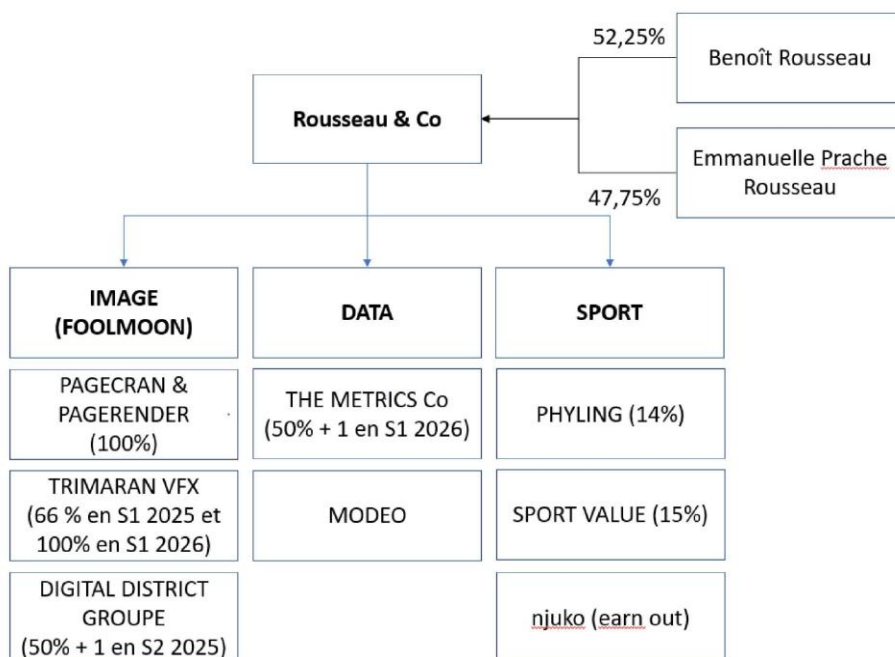 52,25%
Benoît Rousseau
Rousseau & Co
Emmanuelle Prache
Rousseau
47,75%
IMAGE
(FOOLMOON)
DATA
SPORT
PAGECRAN &
PAGERENDER
(100%)
THE METRICS Co
(50% + 1 en S1 2026)
PHYLING (14%)
TRIMARAN VFX
(66 % en S1 2025 et
100% en S1 2026)
MODEO
SPORT VALUE (15%)
DIGITAL DISTRICT
GROUPE
(50% + 1 en S2 2025)
njuko (earn out)